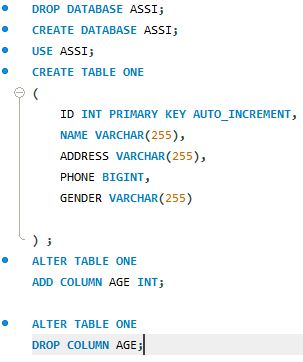 DROP DATABASE ASSI;
CREATE DATABASE ASSI;
USE ASSI;
CREATE TABLE ONE
(
ID INT PRIMARY KEY AUTO_INCREMENT,
NAME VARCHAR(255),
ADDRESS VARCHAR(255),
PHONE BIGINT,
GENDER VARCHAR(255)
) ;
ALTER TABLE ONE
ADD COLUMN AGE INT;
ALTER TABLE ONE
DROP COLUMN AGE;